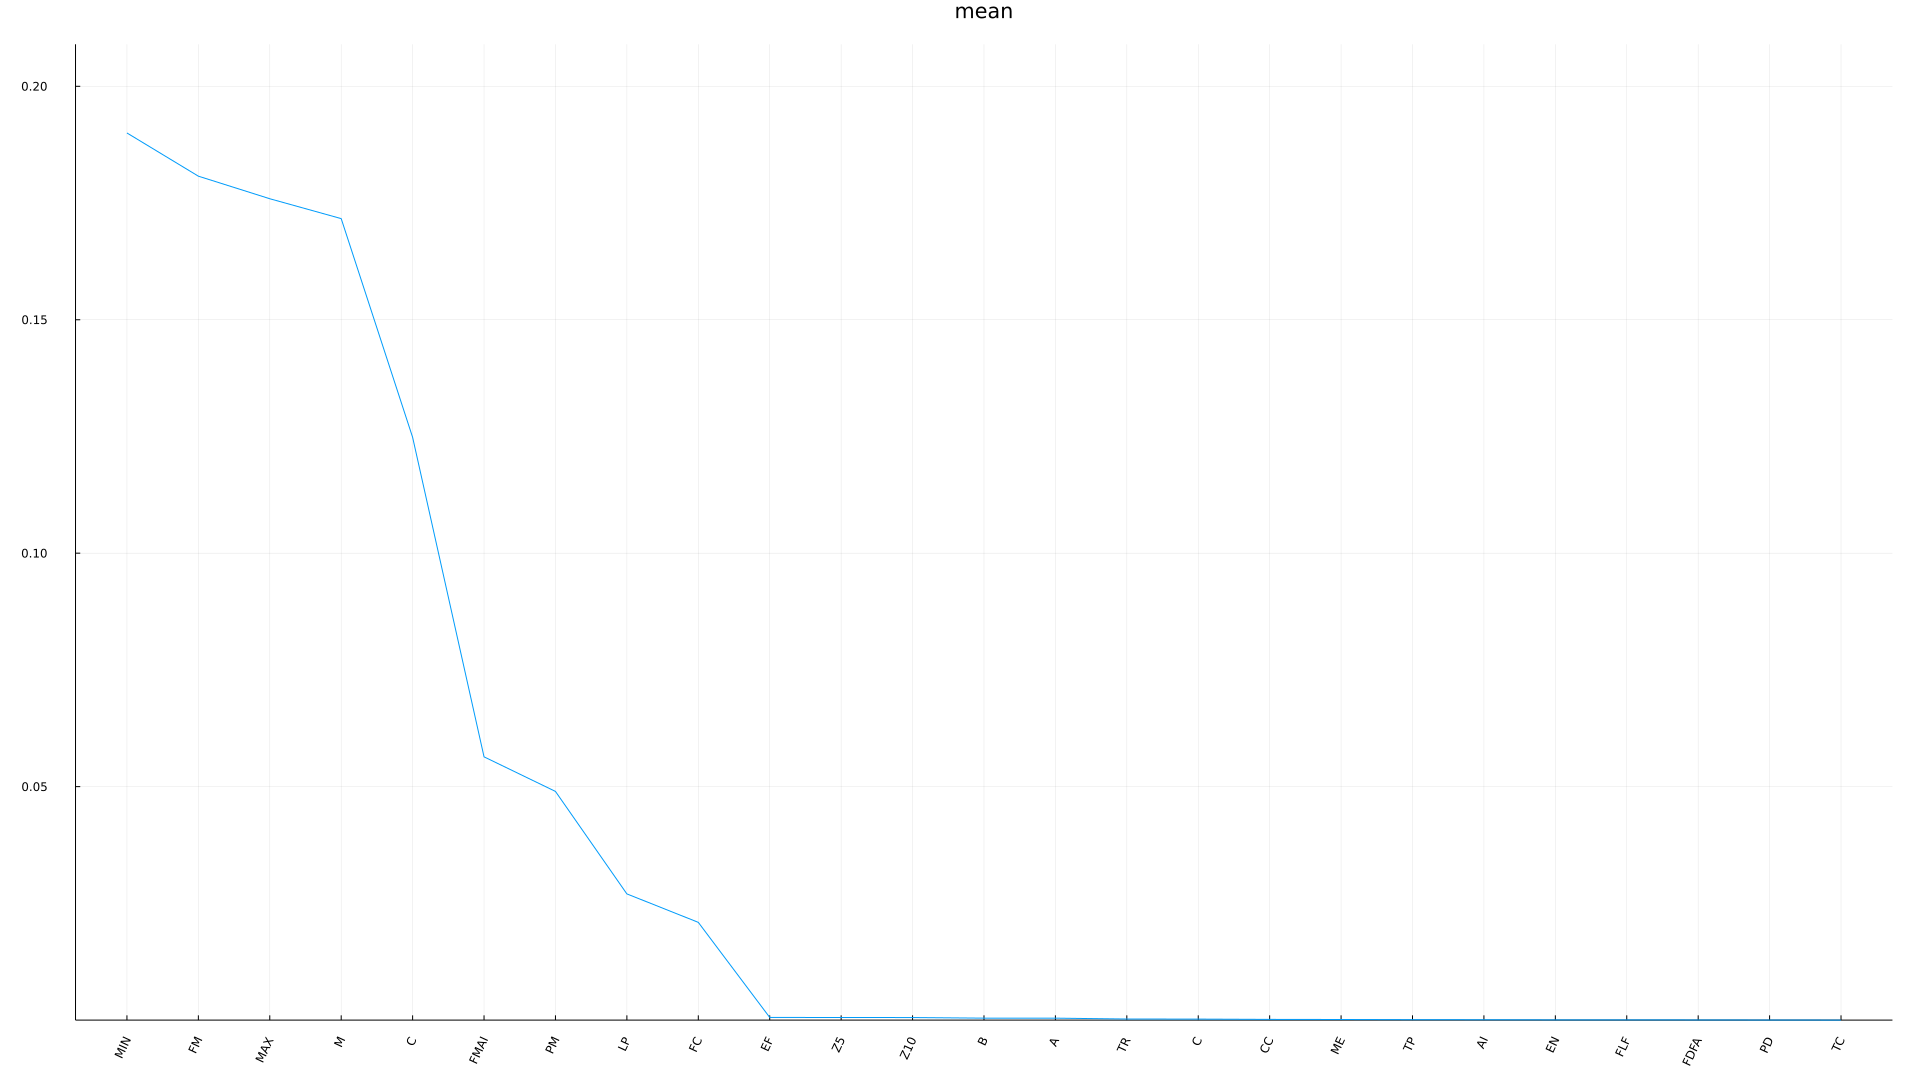 mean
0.20
0.15
0.10
0.05
MIN FM MAX M C FMAI PM LP FC EF Z5 Z10 B A TR C CC ME TP AI EN FLF FDFA PD TC